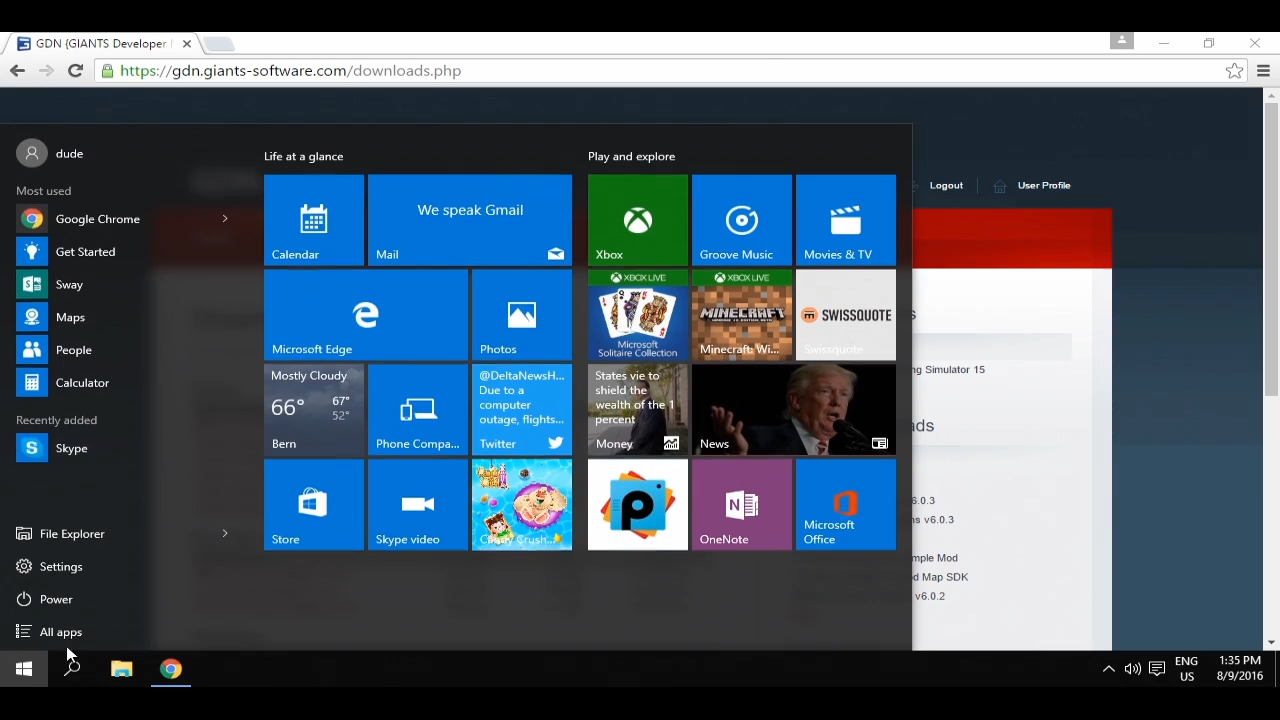 GDN {GIANTS Developer
https://gdn.giants-software.com/downloads.php
dude
Most used
Google Chrome
Get Started
Sway
Maps
People
Calculator
Recently added
Skype
File Explorer
Settings
Power
All apps
Life at a glance
Calendar
We speak Gmail
Mail
Microsoft Edge
Photos
Mostly Cloudy
66°
67°
52°
Bern
Phone Compa...
@DeltaNewsH...
Due to a
computer
outage, flights...
Twitter
Store
Skype video
Candy Crush...
Play and explore
Xbox
Groove Music
Movies & TV
XBOX LIVE
Microsoft
Solitaire Collection
XBOX LIVE
MINECRAFT
Minecraft: Wi...
SWISSQUOTE
Swissquote
States vie to
shield the
wealth of the 1
percent
Money
News
OneNote
Microsoft
Office
Logout
User Profile
s
ng Simulator 15
ads
6.0.3
ns v6.0.3
mple Mod
d Map SDK
v6.0.2
ENG
US
1:35 PM
8/9/2016